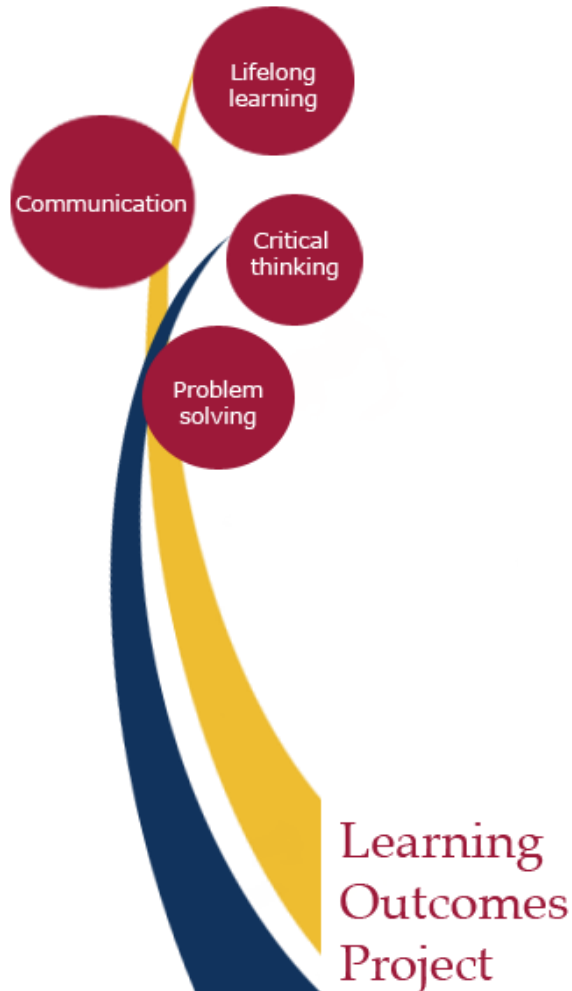 Lifelong
learning
Communication
Critical
thinking
Problem
solving
Learning
Outcomes
Project